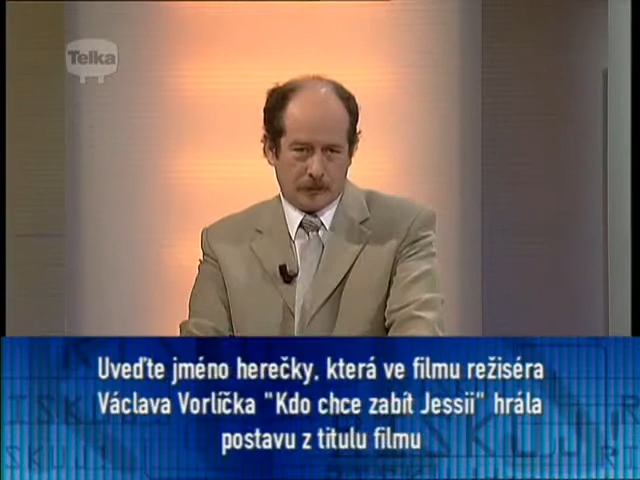 Telka
Uveďte jméno herečky, která ve filmu režiséra
Václava Vorlíčka "Kdo chce zabít Jessii" hrála
postavu z titulu filmu